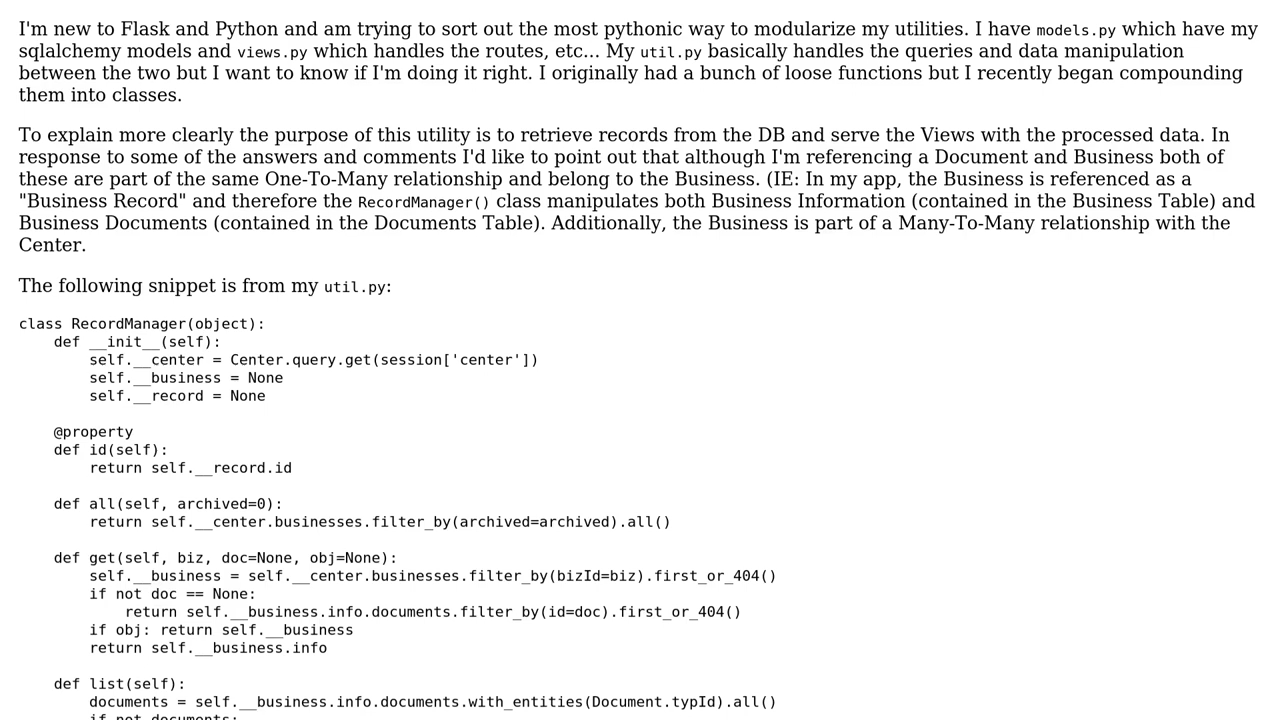 I'm new to Flask and Python and am trying to sort out the most pythonic way to modularize my utilities. I have models.py which have my
sqlalchemy models and views.py which handles the routes, etc... My util.py basically handles the queries and data manipulation
between the two but I want to know if I'm doing it right. I originally had a bunch of loose functions but I recently began compounding
them into classes.
To explain more clearly the purpose of this utility is to retrieve records from the DB and serve the Views with the processed data. In
response to some of the answers and comments I'd like to point out that although I'm referencing a Document and Business both of
these are part of the same One-To-Many relationship and belong to the Business. (IE: In my app, the Business is referenced as a
"Business Record" and therefore the RecordManager() class manipulates both Business Information (contained in the Business Table) and
Business Documents (contained in the Documents Table). Additionally, the Business is part of a Many-To-Many relationship with the
Center.
The following snippet is from my util.py:
class RecordManager(object):
    def __init__(self):
        self.__center = Center.query.get(session['center'])
        self.__business = None
        self.__record = None
    @property
    def id(self):
        return self.__record.id
    def all(self, archived=0):
        return self.__center.businesses.filter_by(archived=archived).all()
    def get(self, biz, doc=None, obj=None):
        self.__business = self.__center.businesses.filter_by(bizId=biz).first_or_404()
        if not doc == None:
            return self.__business.info.documents.filter_by(id=doc).first_or_404()
        if obj: return self.__business
        return self.__business.info
    def list(self):
        documents = self.__business.info.documents.with_entities(Document.typId).all()
        if not documents: